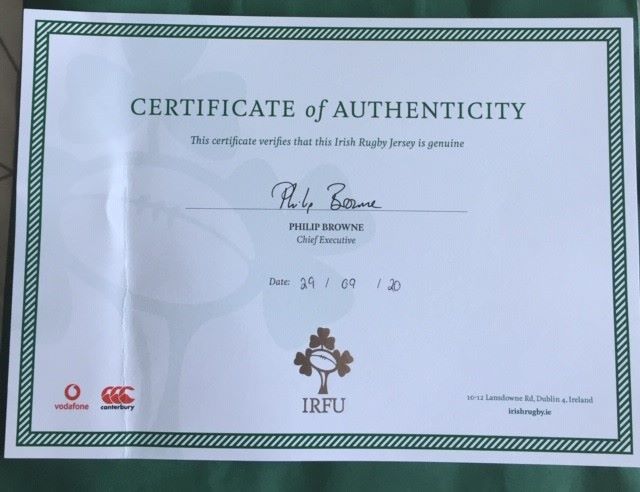 CERTIFICATE of AUTHENTICITY
This certificate verifies that this Irish Rugby Jersey is genuine
Philip Browne
PHILIP BROWNE
Chief Executive
Date: 29 / 09 / 20
IRFU
vodafone
canterbury
10-12 Lansdowne Rd, Dublin 4, Ireland
irishrugby.ie